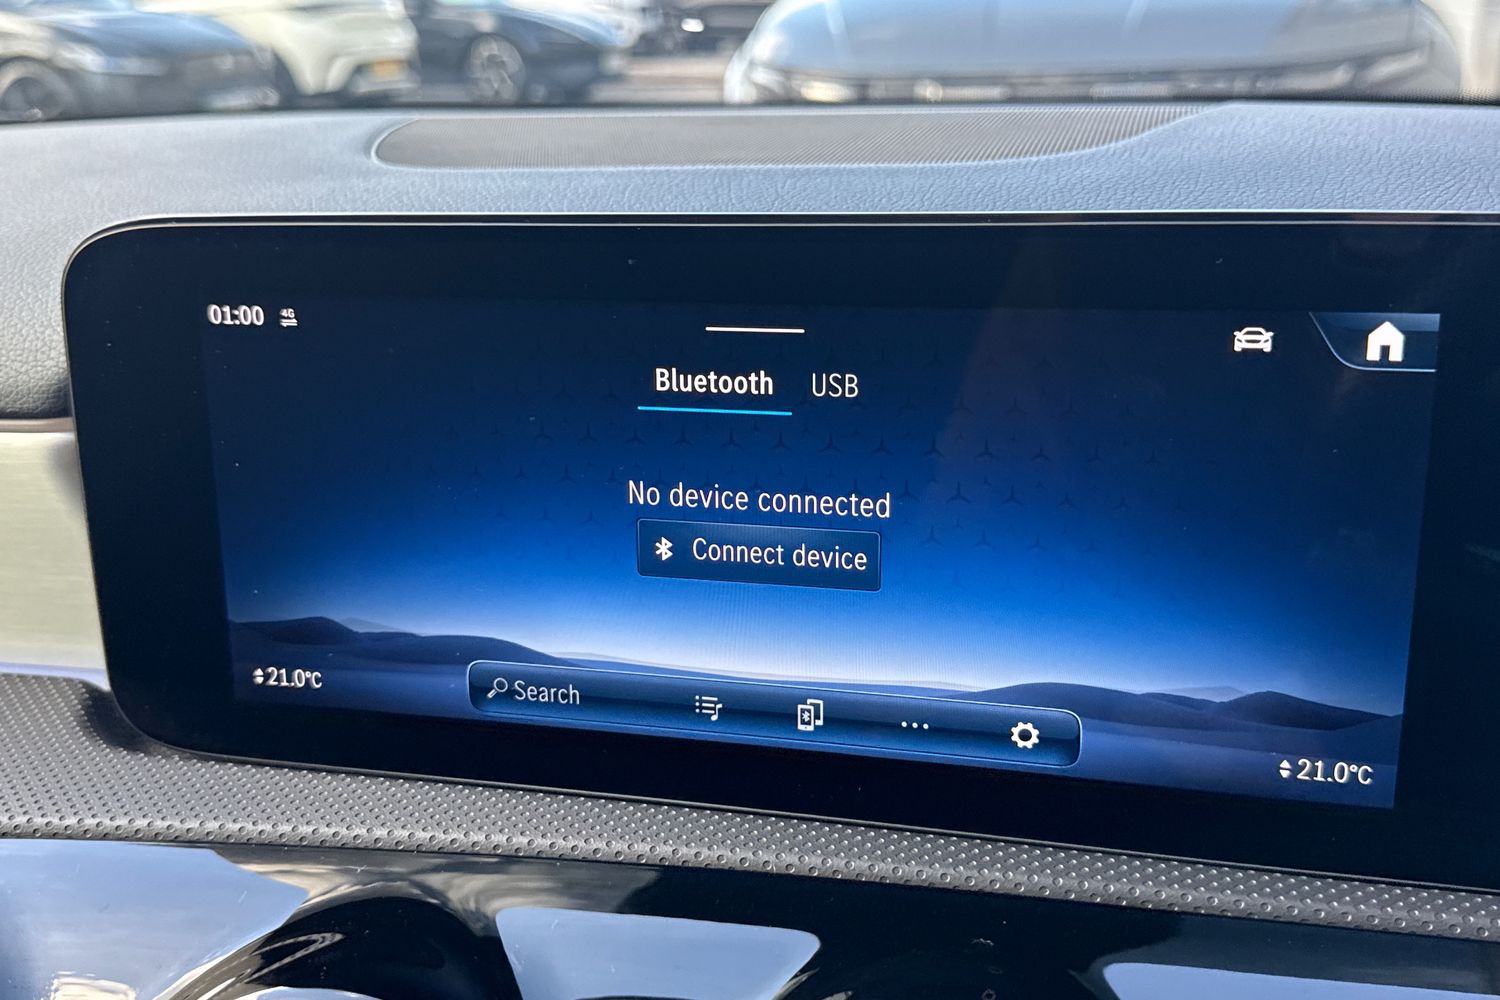 01:00 4G
Bluetooth USB
No device connected
Connect device
21.0°C
Search
21.0°C